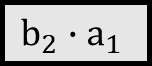 b₂ · a₁